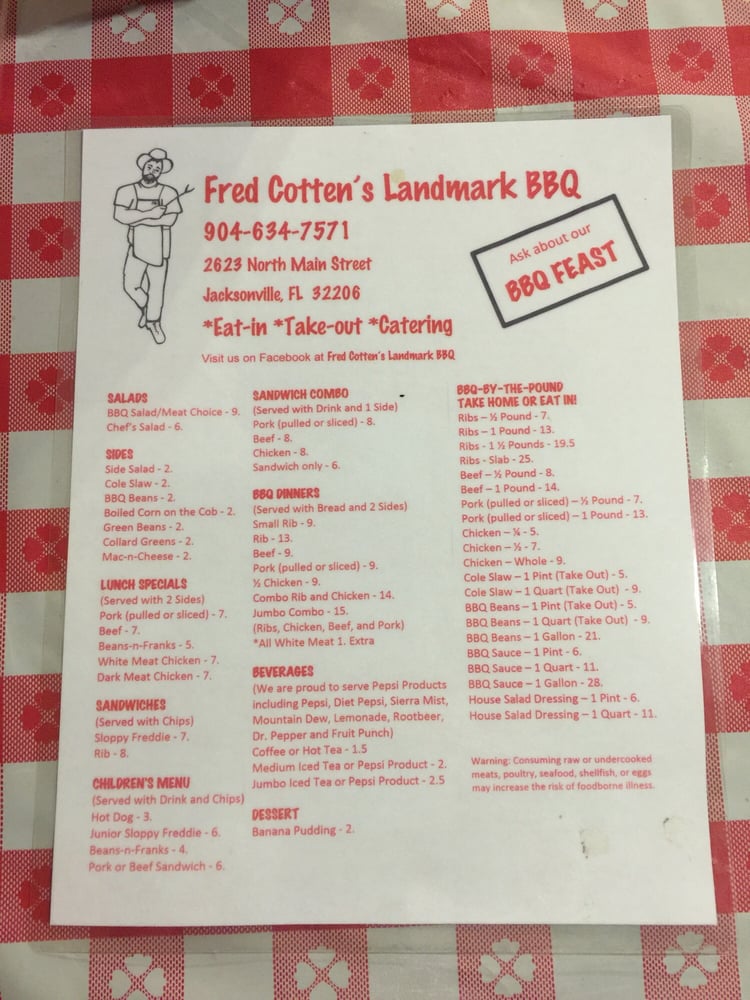 Fred Cotten's Landmark BBQ
904-634-7571
2623 North Main Street
Jacksonville, FL 32206
*Eat-in *Take-out *Catering
Visit us on Facebook at Fred Cotten's Landmark BBQ
Ask about our
BBQ FEAST
SALADS
BBQ Salad/Meat Choice - 9.
Chef's Salad - 6.
SIDES
Side Salad - 2.
Cole Slaw - 2.
BBQ Beans - 2.
Boiled Corn on the Cob - 2.
Green Beans - 2.
Collard Greens - 2.
Mac-n-Cheese - 2.
LUNCH SPECIALS
(Served with 2 Sides)
Pork (pulled or sliced) - 7.
Beef - 7.
Beans-n-Franks - 5.
White Meat Chicken - 7.
Dark Meat Chicken - 7.
SANDWICHES
(Served with Chips)
Sloppy Freddie - 7.
Rib - 8.
CHILDREN'S MENU
(Served with Drink and Chips)
Hot Dog - 3.
Junior Sloppy Freddie - 6.
Beans-n-Franks - 4.
Pork or Beef Sandwich - 6.
SANDWICH COMBO
(Served with Drink and 1 Side)
Pork (pulled or sliced) - 8.
Beef - 8.
Chicken - 8.
Sandwich only - 6.
BBQ DINNERS
(Served with Bread and 2 Sides)
Small Rib - 9.
Rib - 13.
Beef - 9.
Pork (pulled or sliced) - 9.
½ Chicken - 9.
Combo Rib and Chicken - 14.
Jumbo Combo - 15.
(Ribs, Chicken, Beef, and Pork)
*All White Meat 1. Extra
BEVERAGES
(We are proud to serve Pepsi Products
including Pepsi, Diet Pepsi, Sierra Mist,
Mountain Dew, Lemonade, Rootbeer,
Dr. Pepper and Fruit Punch)
Coffee or Hot Tea - 1.5
Medium Iced Tea or Pepsi Product - 2.
Jumbo Iced Tea or Pepsi Product - 2.5
DESSERT
Banana Pudding - 2.
BBQ-BY-THE-POUND
TAKE HOME OR EAT IN!
Ribs – ½ Pound - 7.
Ribs – 1 Pound - 13.
Ribs - 1 ½ Pounds - 19.5
Ribs - Slab - 25.
Beef – ½ Pound - 8.
Beef – 1 Pound - 14.
Pork (pulled or sliced) – ½ Pound - 7.
Pork (pulled or sliced) – 1 Pound - 13.
Chicken – ¼ - 5.
Chicken – ½ - 7.
Chicken – Whole - 9.
Cole Slaw – 1 Pint (Take Out) - 5.
Cole Slaw – 1 Quart (Take Out) - 9.
BBQ Beans – 1 Pint (Take Out) - 5.
BBQ Beans – 1 Quart (Take Out) - 9.
BBQ Beans – 1 Gallon - 21.
BBQ Sauce – 1 Pint - 6.
BBQ Sauce – 1 Quart - 11.
BBQ Sauce – 1 Gallon - 28.
House Salad Dressing – 1 Pint - 6.
House Salad Dressing – 1 Quart - 11.
Warning: Consuming raw or undercooked
meats, poultry, seafood, shellfish, or eggs
may increase the risk of foodborne illness.